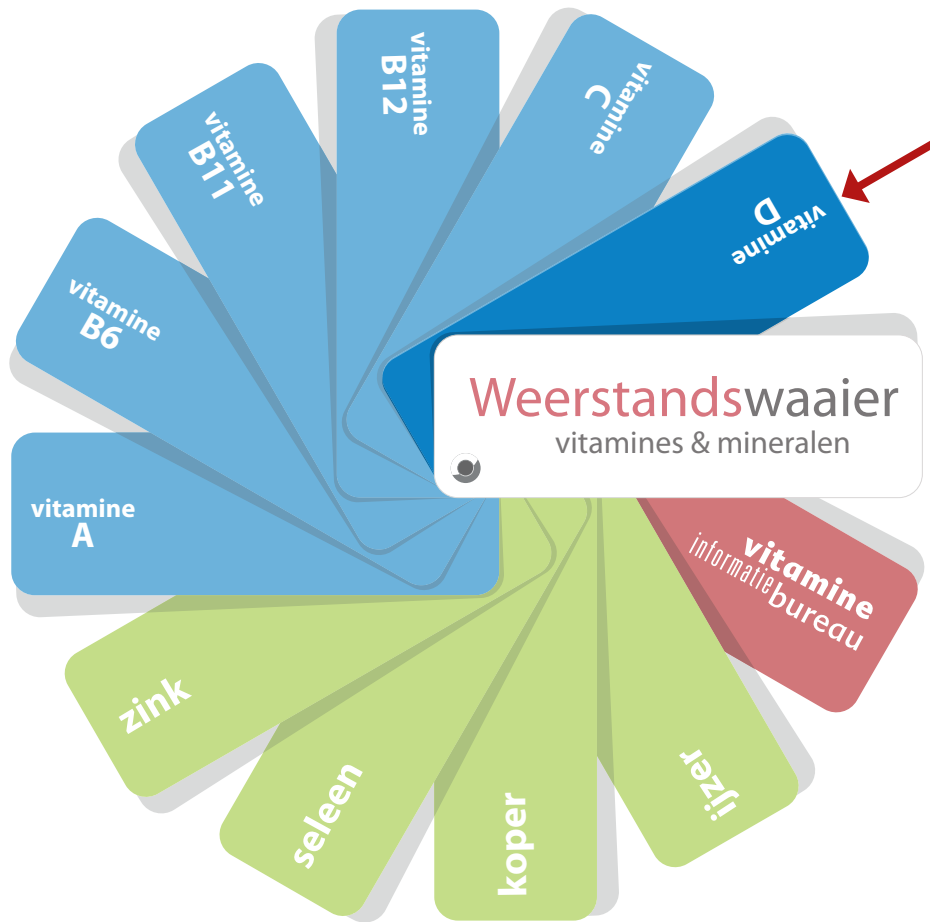 Weerstandswaaier
vitamines & mineralen
vitamine
A
vitamine
B6
vitamine
B11
vitamine
B12
vitamine
C
vitamine
D
vitamine
informatie
bureau
ijzer
koper
seleen
zink